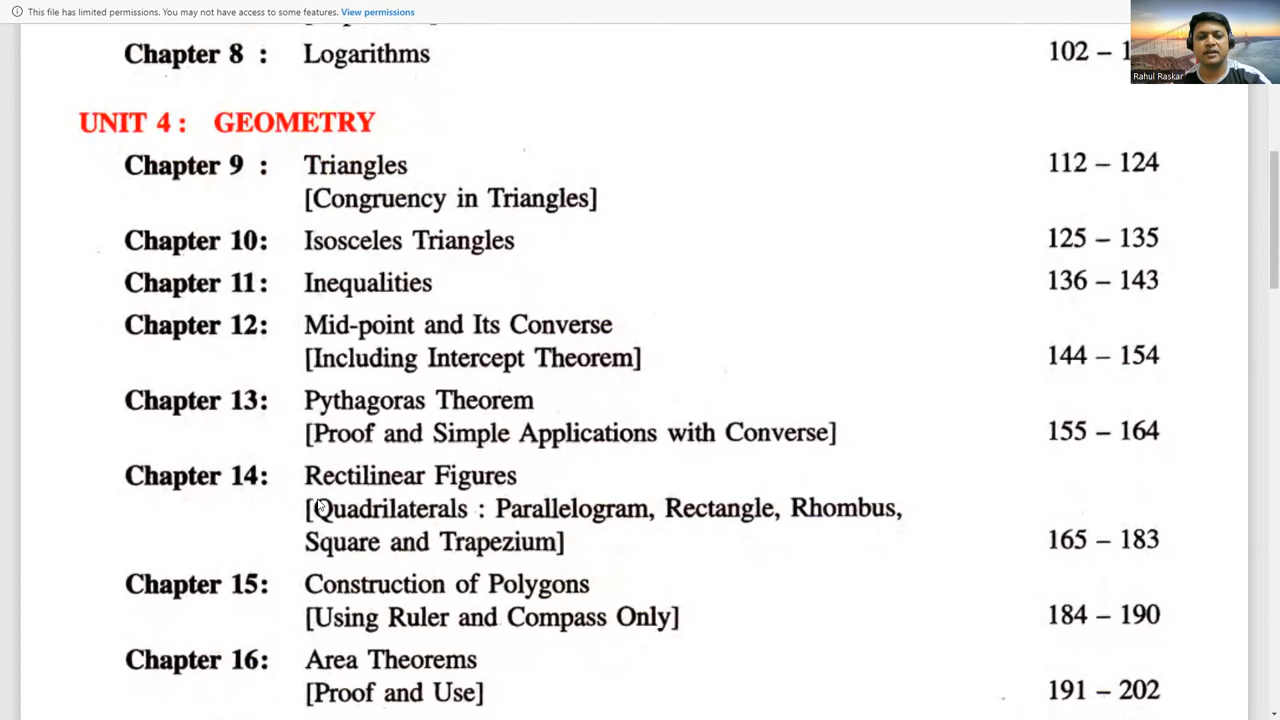 This file has limited permissions. You may not have access to some features. View permissions
Chapter 8 : Logarithms 102 – 1
Rahul Raskar
UNIT 4 : GEOMETRY
Chapter 9 : Triangles 112 – 124
[Congruency in Triangles]
Chapter 10: Isosceles Triangles 125 – 135
Chapter 11: Inequalities 136 – 143
Chapter 12: Mid-point and Its Converse
[Including Intercept Theorem] 144 – 154
Chapter 13: Pythagoras Theorem
[Proof and Simple Applications with Converse] 155 – 164
Chapter 14: Rectilinear Figures
[Quadrilaterals : Parallelogram, Rectangle, Rhombus,
Square and Trapezium] 165 – 183
Chapter 15: Construction of Polygons
[Using Ruler and Compass Only] 184 – 190
Chapter 16: Area Theorems
[Proof and Use] 191 – 202